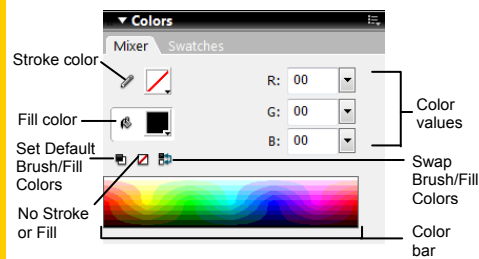 Colors
Mixer Swatches
Stroke color
R: 00
Fill color
G: 00
Color
values
B: 00
Set Default
Brush/Fill
Colors
Swap
Brush/Fill
Colors
No Stroke
or Fill
Color
bar